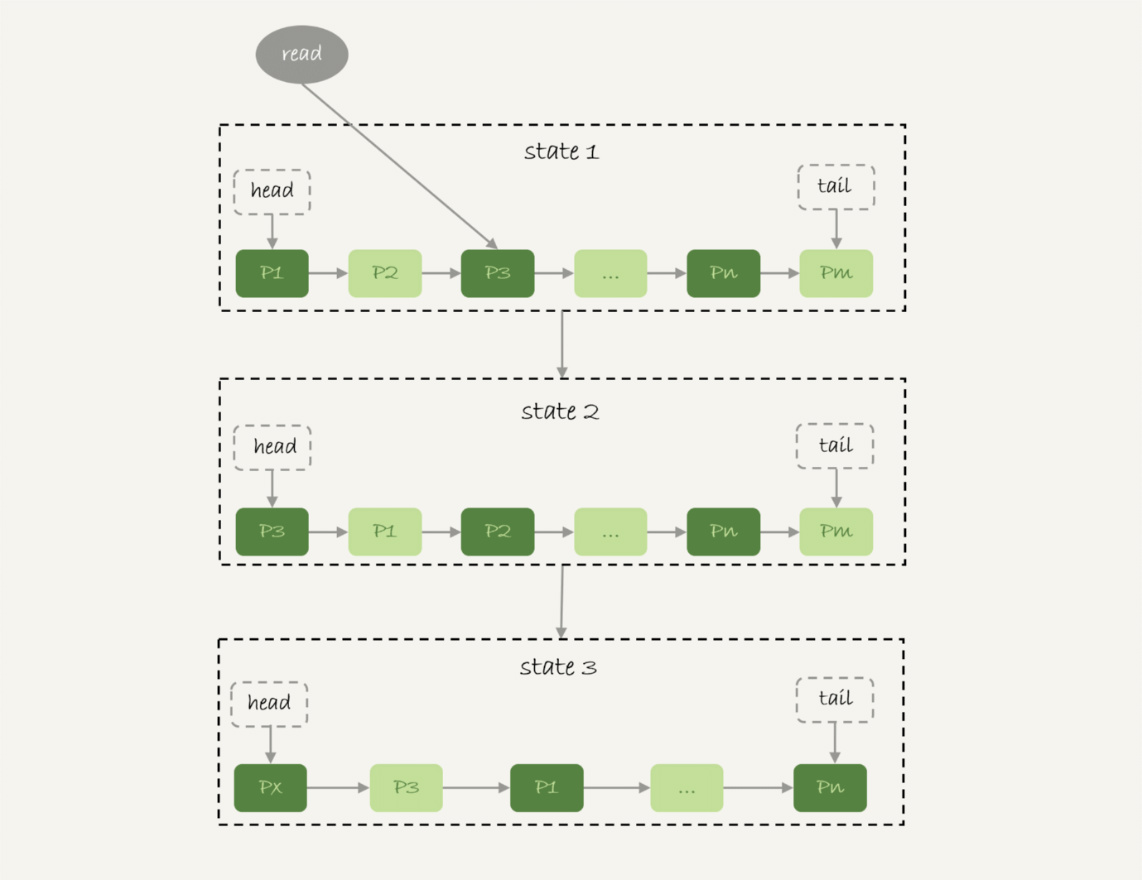 read
state 1
head
tail
P1
P2
P3
...
Pn
Pm
state 2
head
tail
P3
P1
P2
...
Pn
Pm
state 3
head
tail
Px
P3
P1
...
Pn